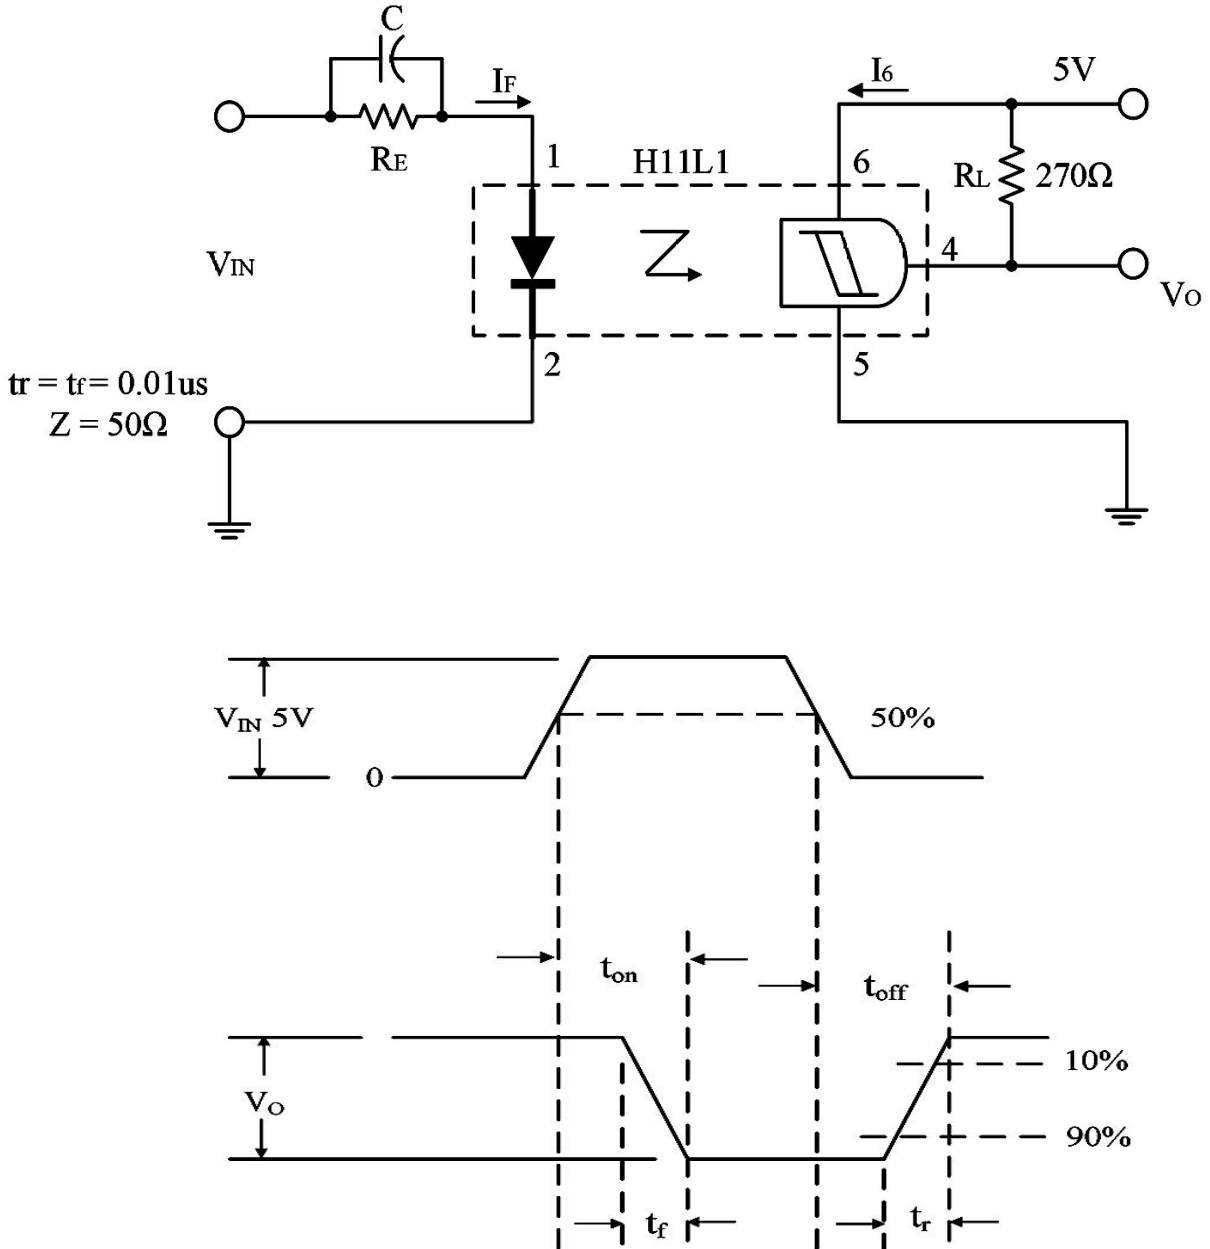 C
IF
I6
5V
RE
1
H11L1
6
RL
270Ω
4
VIN
VO
2
5
tr = tf = 0.01us
Z = 50Ω
VIN 5V
50%
0
ton
toff
10%
VO
90%
tf
tr